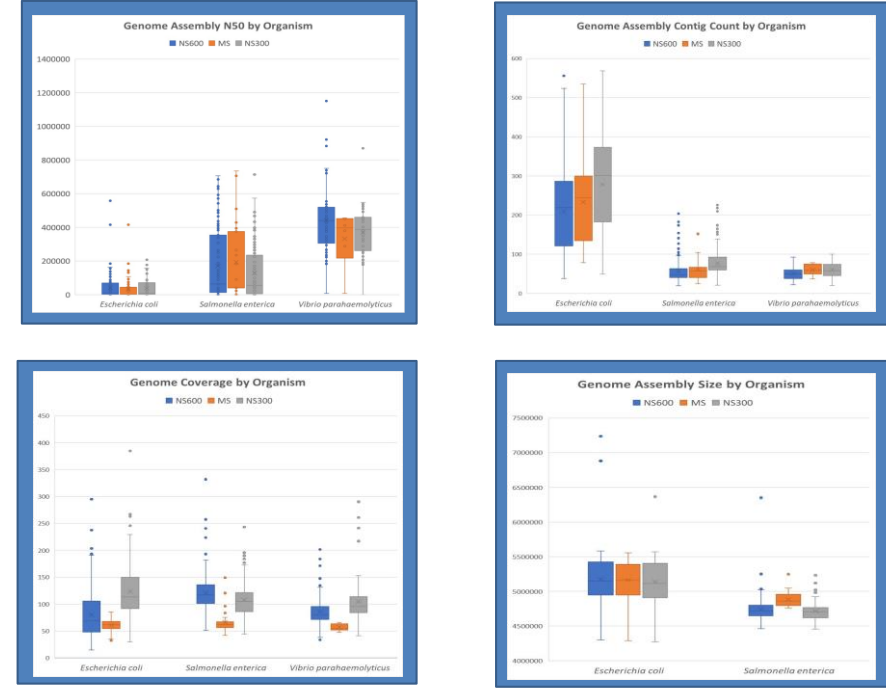 Genome Assembly N50 by Organism
NS600 MS NS300
1400000
1200000
1000000
800000
600000
400000
200000
0
Escherichia coli Salmonella enterica Vibrio parahaemolyticus
Genome Assembly Contig Count by Organism
NS600 MS NS300
600
500
400
300
200
100
0
Escherichia coli Salmonella enterica Vibrio parahaemolyticus
Genome Coverage by Organism
NS600 MS NS300
450
400
350
300
250
200
150
100
50
0
Escherichia coli Salmonella enterica Vibrio parahaemolyticus
Genome Assembly Size by Organism
NS600 MS NS300
7500000
7000000
6500000
6000000
5500000
5000000
4500000
4000000
Escherichia coli Salmonella enterica